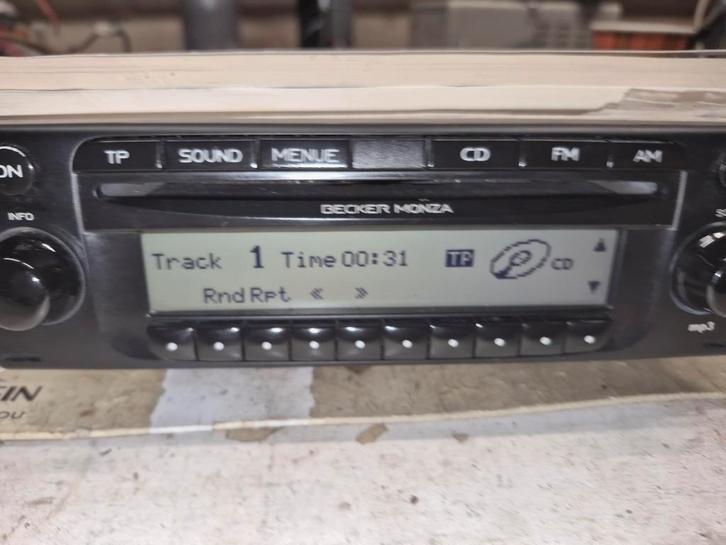 ON TP SOUND MENUE CD FM AM
INFO
BECKER MONZA
Track 1 Time 00:31 TP CD
Rnd Rpt « »
mp3